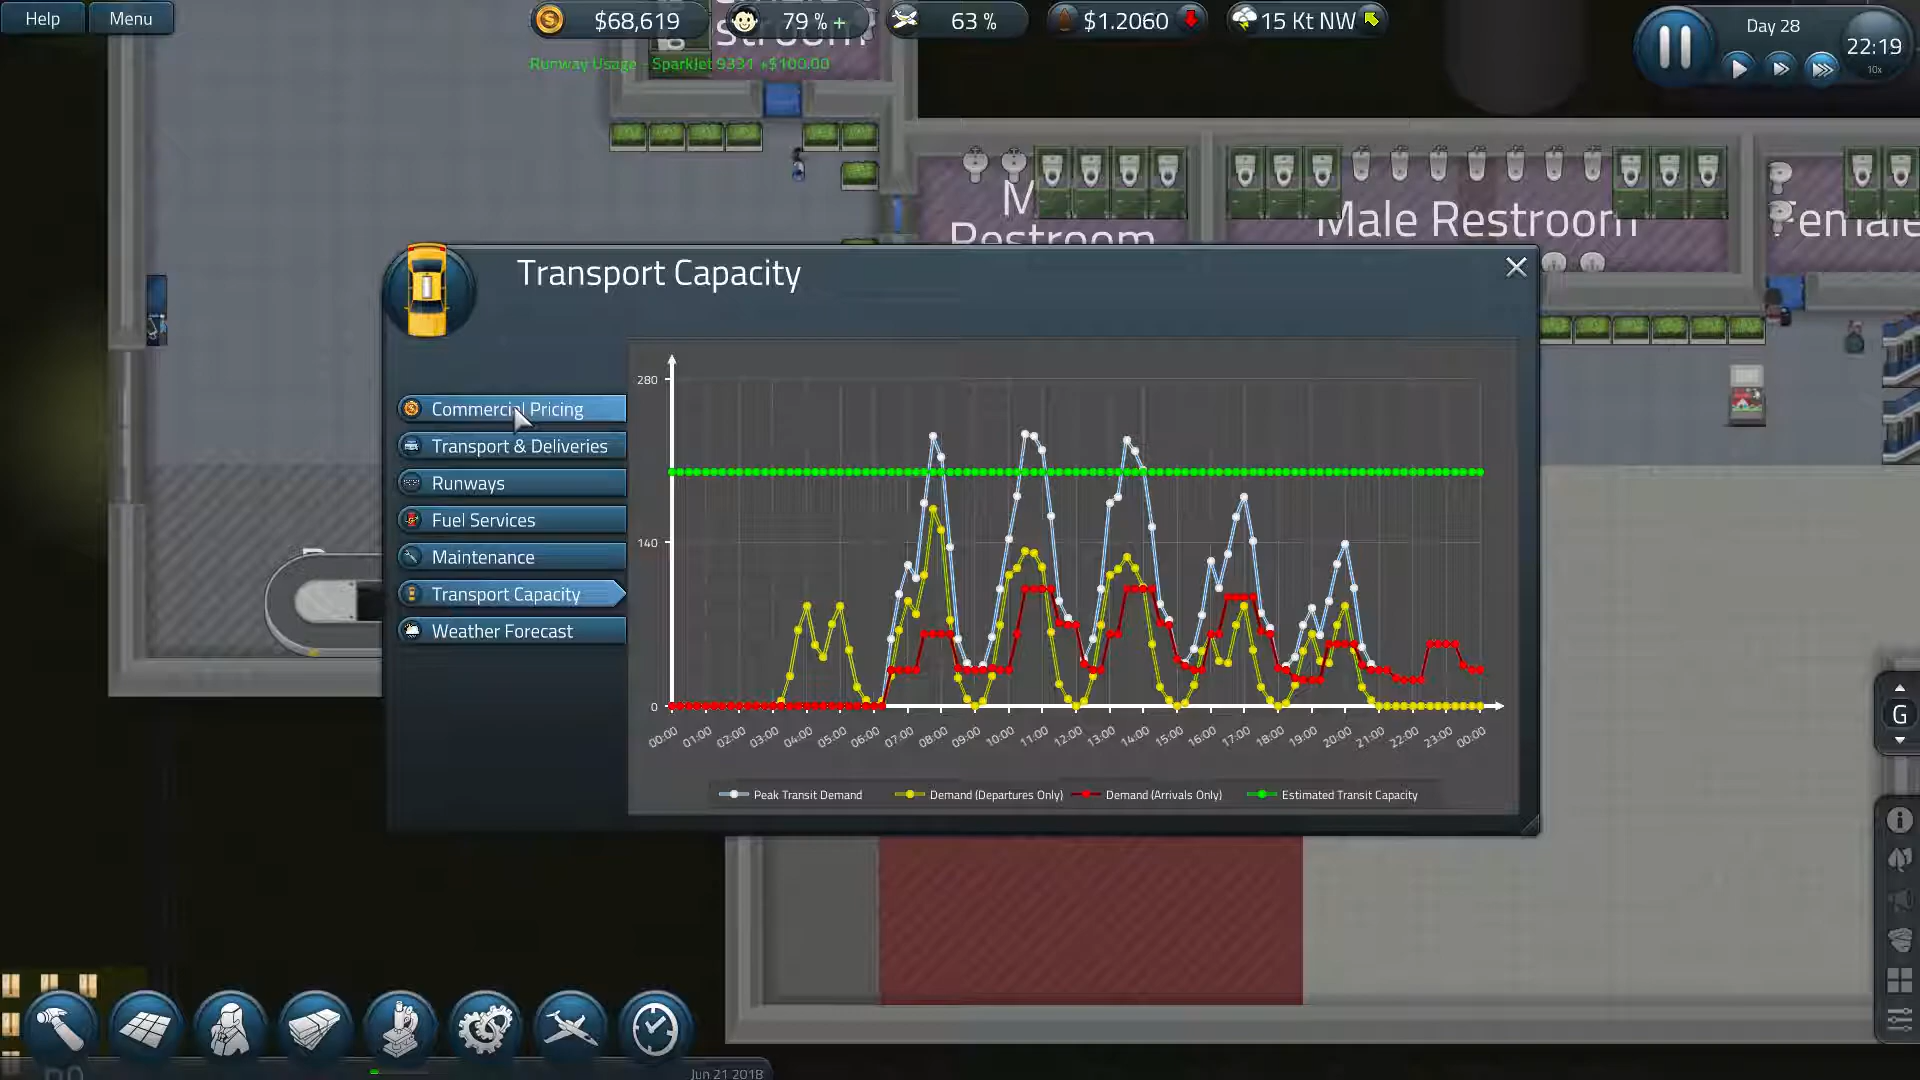 Help
Menu
$68,619
79 % +
63 %
$1.2060
15 Kt NW
Day 28
22:19
10x
Runway Usage - SparkJet 9331 +$100.00
Restroom
Male Restroom
Transport Capacity
Commercial Pricing
Transport & Deliveries
Runways
Fuel Services
Maintenance
Transport Capacity
Weather Forecast
280
140
0
00:00 01:00 02:00 03:00 04:00 05:00 06:00 07:00 08:00 09:00 10:00 11:00 12:00 13:00 14:00 15:00 16:00 17:00 18:00 19:00 20:00 21:00 22:00 23:00 00:00
Peak Transit Demand
Demand (Departures Only)
Demand (Arrivals Only)
Estimated Transit Capacity
G
Jun 21 2018